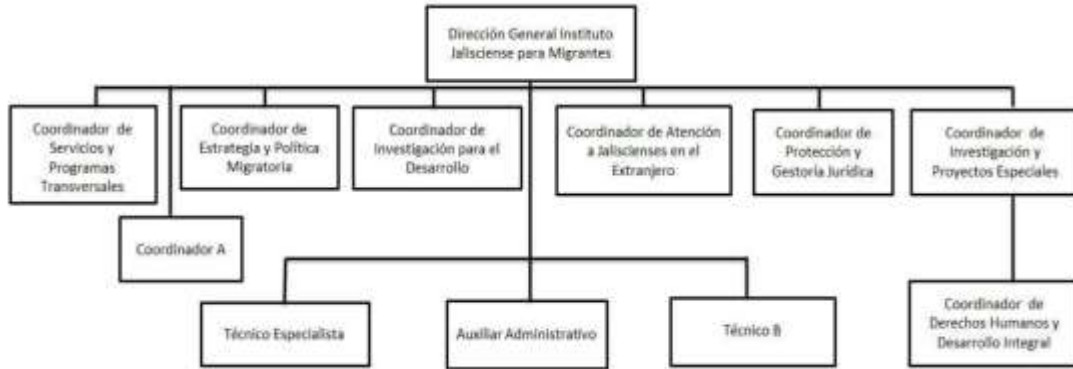 Dirección General Instituto
Jalisciense para Migrantes
Coordinador de
Servicios y
Programas
Transversales
Coordinador de
Estrategia y Política
Migratoria
Coordinador de
Investigación para el
Desarrollo
Coordinador de Atención
a Jaliscienses en el
Extranjero
Coordinador de
Protección y
Gestoría Jurídica
Coordinador de
Investigación y
Proyectos Especiales
Coordinador A
Técnico Especialista
Auxiliar Administrativo
Técnico B
Coordinador de
Derechos Humanos y
Desarrollo Integral